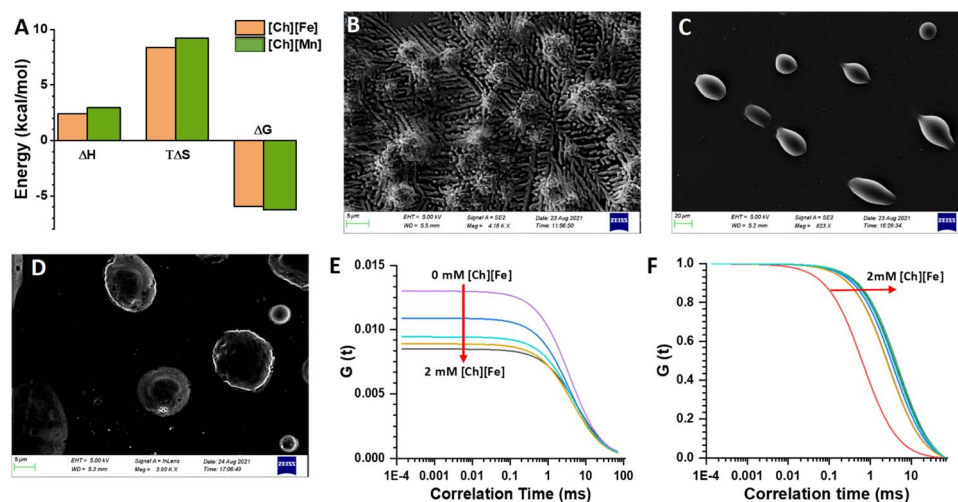 A
[Ch][Fe]
[Ch][Mn]
Energy (kcal/mol)
10
5
0
-5
ΔH
TΔS
ΔG
B
5 µm
EHT = 5.00 kV
WD = 5.5 mm
Signal A = SE2
Mag = 4.16 K X
Date: 23 Aug 2021
Time: 11:56:50
ZEISS
C
20 µm
EHT = 5.00 kV
WD = 5.2 mm
Signal A = SE2
Mag = 823 X
Date: 23 Aug 2021
Time: 16:29:34
ZEISS
D
5 µm
EHT = 5.00 kV
WD = 5.3 mm
Signal A = InLens
Mag = 3.90 K X
Date: 24 Aug 2021
Time: 17:06:49
ZEISS
E
G (t)
0.015
0.010
0.005
0.000
0 mM [Ch][Fe]
2 mM [Ch][Fe]
1E-4 0.001 0.01 0.1 1 10 100
Correlation Time (ms)
F
G (t)
1.0
0.8
0.6
0.4
0.2
0.0
2mM [Ch][Fe]
1E-4 0.001 0.01 0.1 1 10
Correlation time (ms)